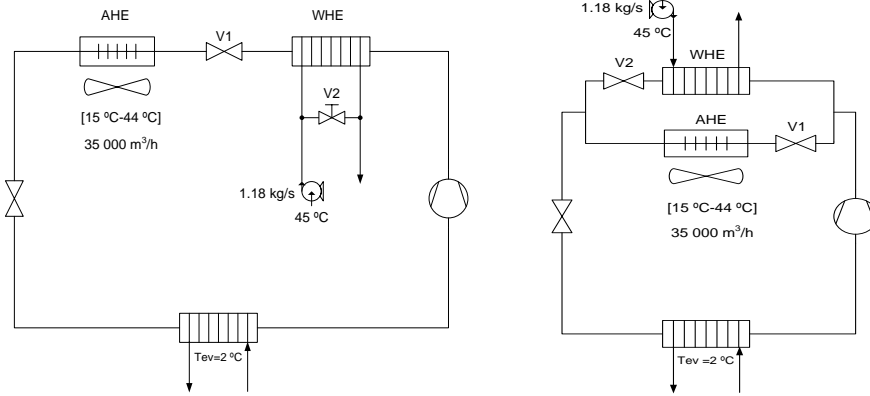 AHE
WHE
V1
V2
[15 ºC-44 ºC]
35 000 m³/h
1.18 kg/s
45 ºC
Tev=2 ºC
1.18 kg/s
45 ºC
WHE
V2
AHE
V1
[15 ºC-44 ºC]
35 000 m³/h
Tev =2 ºC